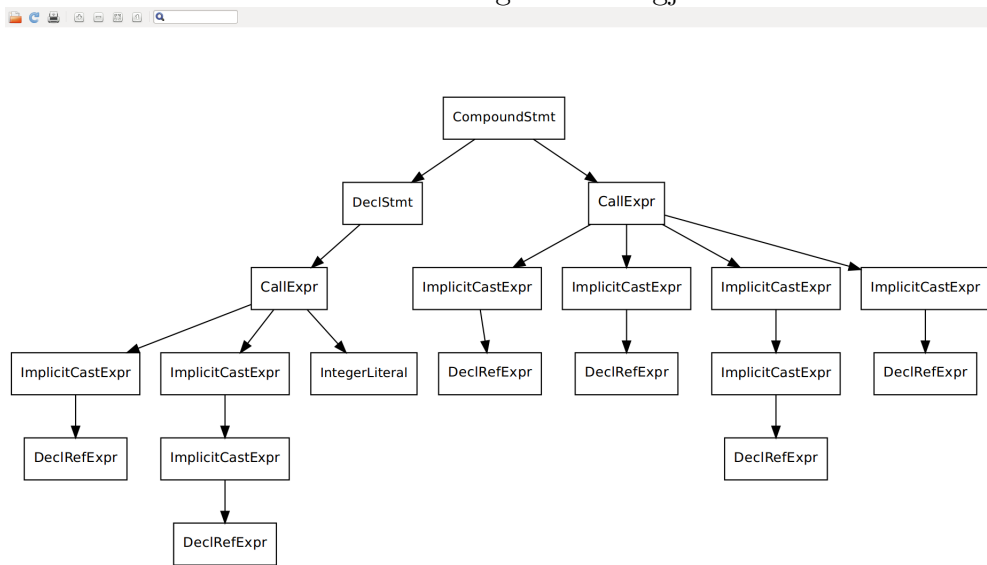 CompoundStmt
DeclStmt CallExpr
CallExpr ImplicitCastExpr ImplicitCastExpr ImplicitCastExpr ImplicitCastExpr
ImplicitCastExpr ImplicitCastExpr IntegerLiteral DeclRefExpr DeclRefExpr ImplicitCastExpr DeclRefExpr
DeclRefExpr ImplicitCastExpr DeclRefExpr
DeclRefExpr